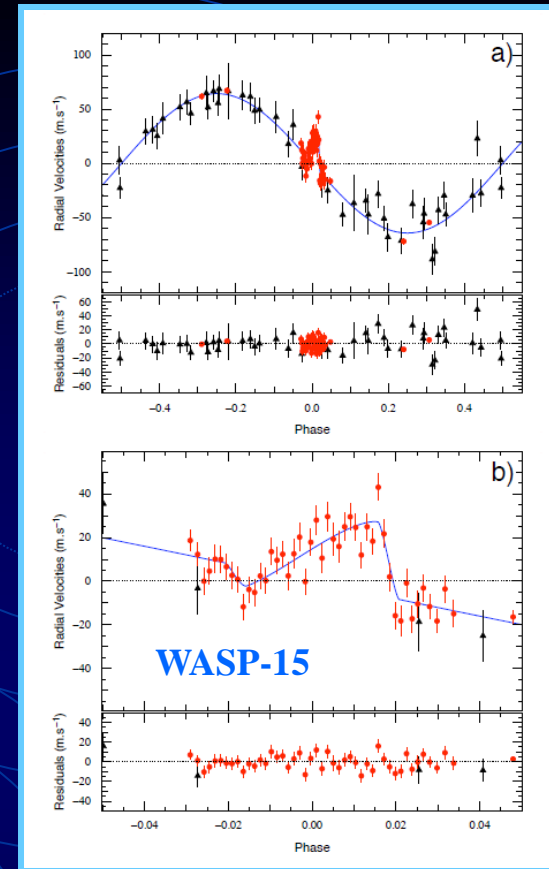 a)
100
50
0
−50
−100
Radial Velocities (m.s⁻¹)
60
40
20
0
−20
−40
−60
Residuals (m.s⁻¹)
−0.4 −0.2 0.0 0.2 0.4
Phase
b)
40
20
0
−20
−40
Radial Velocities (m.s⁻¹)
WASP-15
40
20
0
−20
−40
Residuals (m.s⁻¹)
−0.04 −0.02 0.00 0.02 0.04
Phase